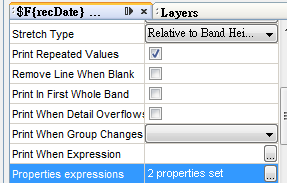 $F{recDate} ... Layers
Stretch Type Relative to Band Hei...
Print Repeated Values
Remove Line When Blank
Print In First Whole Band
Print When Detail Overflows
Print When Group Changes
Print When Expression ...
Properties expressions 2 properties set ...